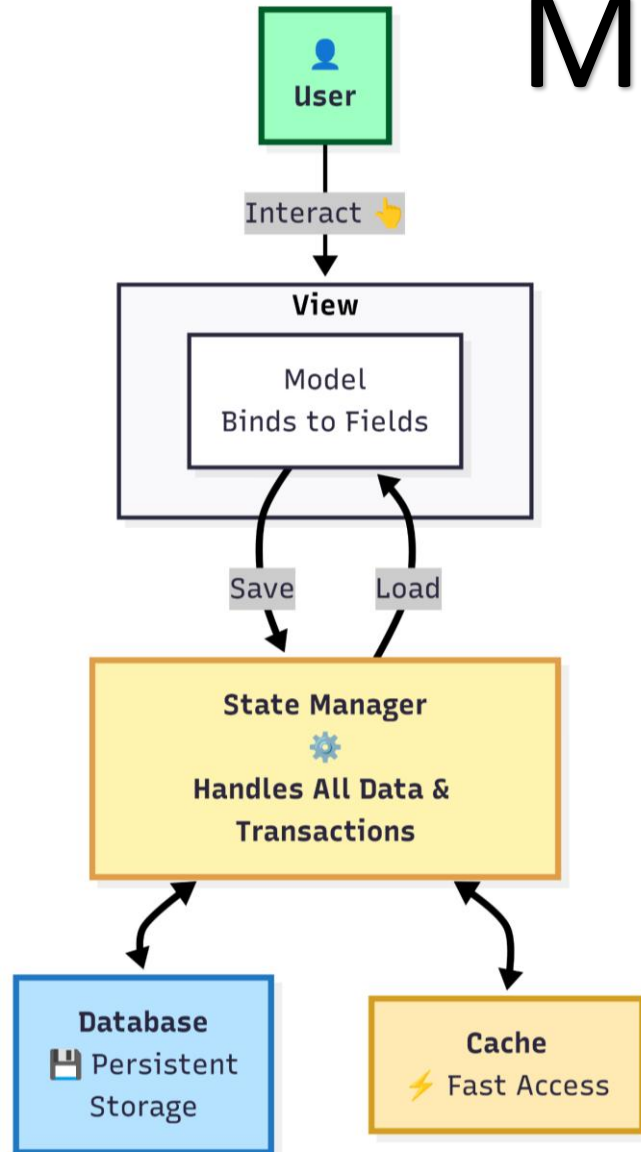 M
👤
User
Interact 👆
View
Model
Binds to Fields
Save
Load
State Manager
⚙️
Handles All Data &
Transactions
Database
💾 Persistent
Storage
Cache
⚡ Fast Access